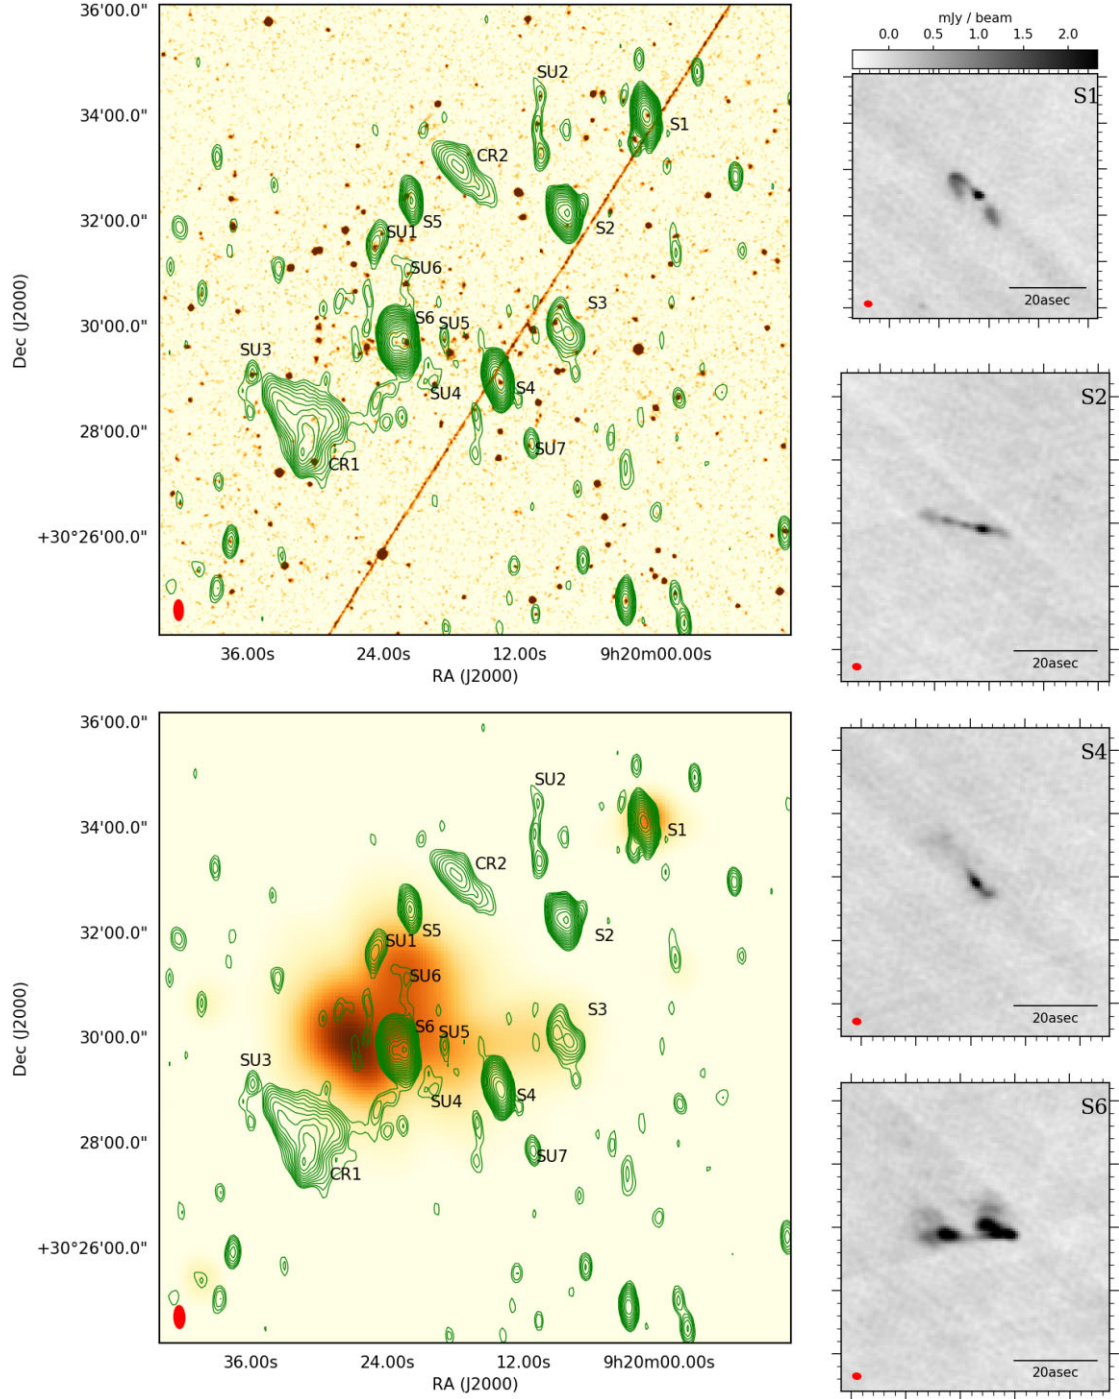 36'00.0"
34'00.0"
32'00.0"
30'00.0"
28'00.0"
+30°26'00.0"
Dec (J2000)
SU2
S1
CR2
S5
S2
SU1
SU6
S6
SU5
S3
SU3
SU4
S4
CR1
SU7
36.00s 24.00s 12.00s 9h20m00.00s
RA (J2000)
36'00.0"
34'00.0"
32'00.0"
30'00.0"
28'00.0"
+30°26'00.0"
Dec (J2000)
SU2
S1
CR2
S5
S2
SU1
SU6
S6
SU5
S3
SU3
SU4
S4
CR1
SU7
36.00s 24.00s 12.00s 9h20m00.00s
RA (J2000)
mJy / beam
0.0 0.5 1.0 1.5 2.0
S1
20asec
S2
20asec
S4
20asec
S6
20asec